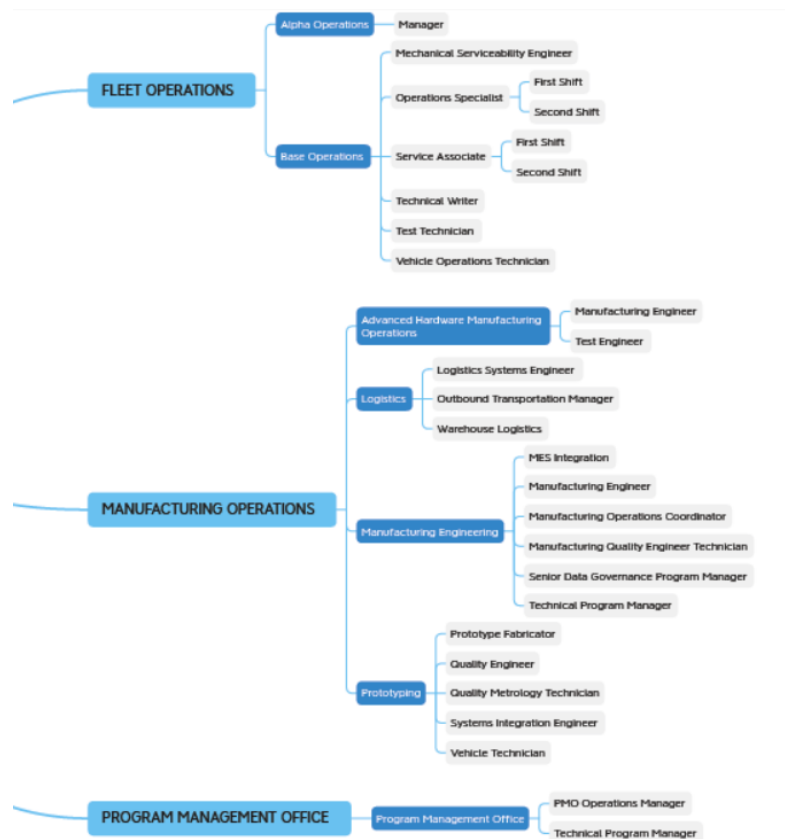 Alpha Operations
Manager
FLEET OPERATIONS
Mechanical Serviceability Engineer
Operations Specialist
First Shift
Second Shift
Base Operations
Service Associate
First Shift
Second Shift
Technical Writer
Test Technician
Vehicle Operations Technician
Advanced Hardware Manufacturing
Operations
Manufacturing Engineer
Test Engineer
Logistics
Logistics Systems Engineer
Outbound Transportation Manager
Warehouse Logistics
MANUFACTURING OPERATIONS
Manufacturing Engineering
MES Integration
Manufacturing Engineer
Manufacturing Operations Coordinator
Manufacturing Quality Engineer Technician
Senior Data Governance Program Manager
Technical Program Manager
Prototyping
Prototype Fabricator
Quality Engineer
Quality Metrology Technician
Systems Integration Engineer
Vehicle Technician
PROGRAM MANAGEMENT OFFICE
Program Management Office
PMO Operations Manager
Technical Program Manager